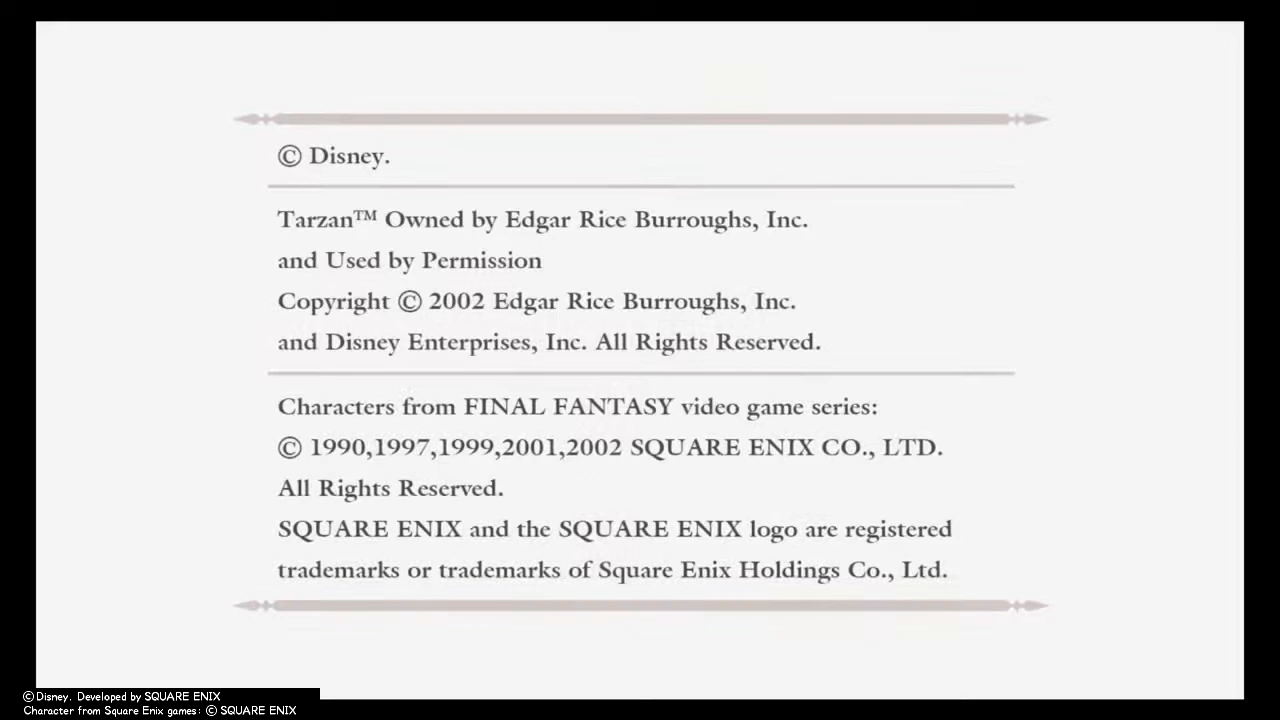 © Disney.
Tarzan™ Owned by Edgar Rice Burroughs, Inc.
and Used by Permission
Copyright © 2002 Edgar Rice Burroughs, Inc.
and Disney Enterprises, Inc. All Rights Reserved.
Characters from FINAL FANTASY video game series:
© 1990,1997,1999,2001,2002 SQUARE ENIX CO., LTD.
All Rights Reserved.
SQUARE ENIX and the SQUARE ENIX logo are registered
trademarks or trademarks of Square Enix Holdings Co., Ltd.
© Disney. Developed by SQUARE ENIX
Character from Square Enix games: © SQUARE ENIX